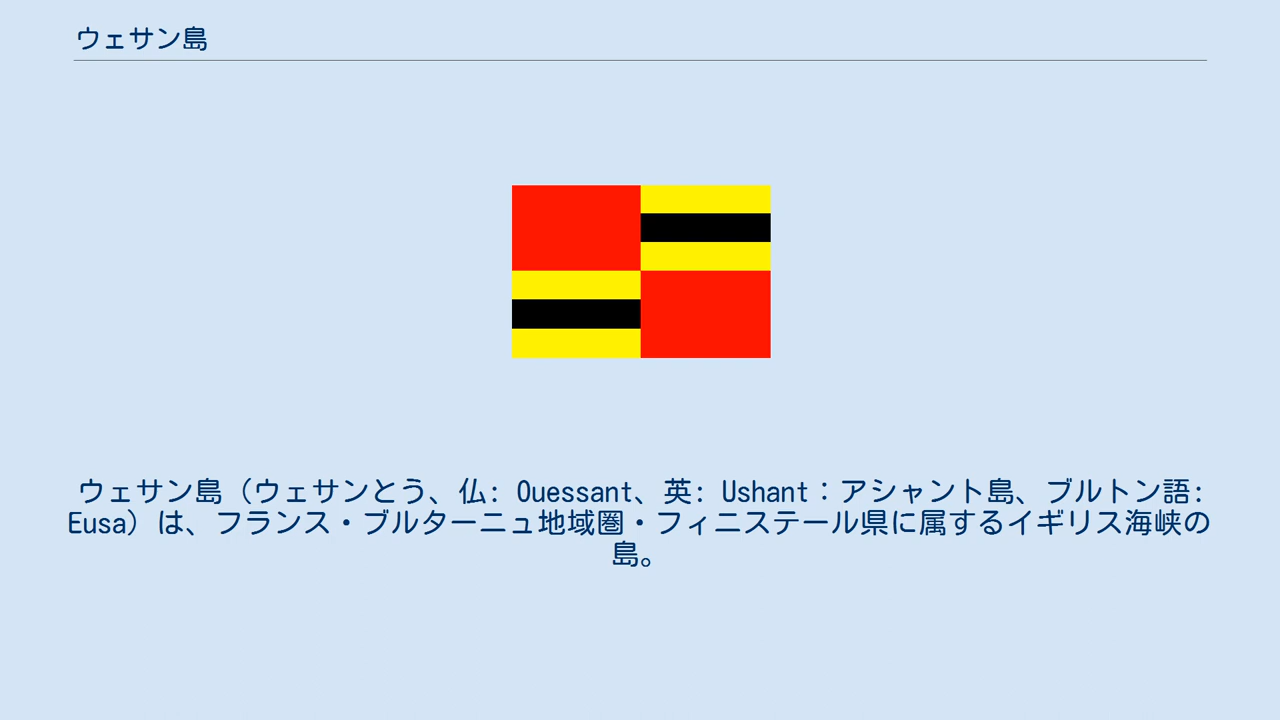 ウェサン島
ウェサン島（ウェサンとう、仏: Ouessant、英: Ushant：アシャント島、ブルトン語:
Eusa）は、フランス・ブルターニュ地域圏・フィニステール県に属するイギリス海峡の
島。